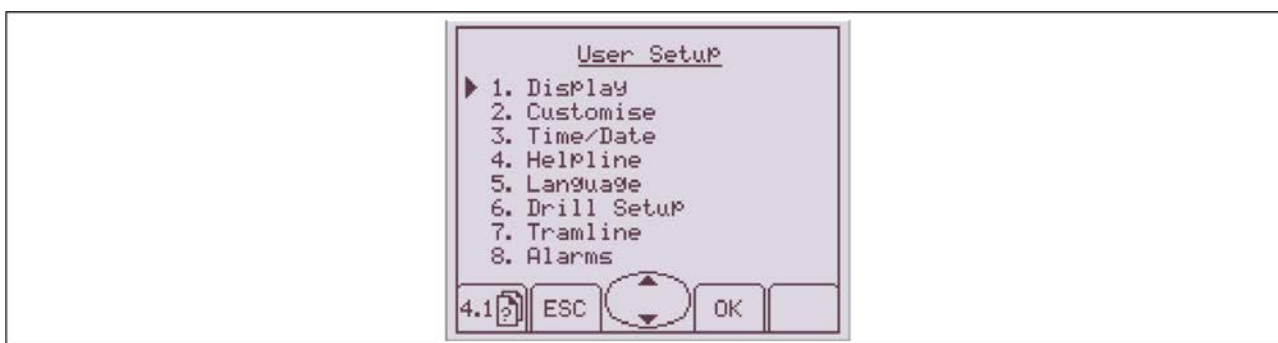 User Setup
1. Display
2. Customise
3. Time/Date
4. Helpline
5. Language
6. Drill Setup
7. Tramline
8. Alarms
4.1 ? ESC OK